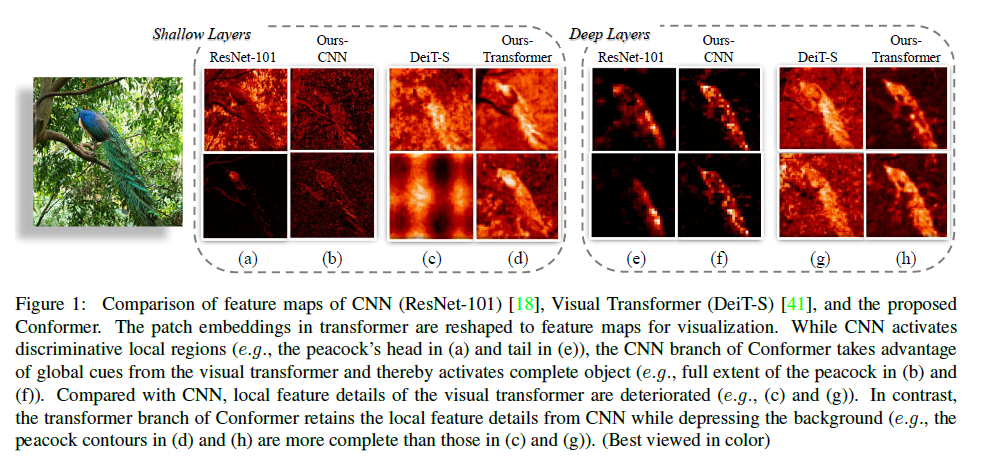 Shallow Layers
Deep Layers
ResNet-101
Ours-
CNN
DeiT-S
Ours-
Transformer
ResNet-101
Ours-
CNN
DeiT-S
Ours-
Transformer
(a)
(b)
(c)
(d)
(e)
(f)
(g)
(h)
Figure 1: Comparison of feature maps of CNN (ResNet-101) [18], Visual Transformer (DeiT-S) [41], and the proposed
Conformer. The patch embeddings in transformer are reshaped to feature maps for visualization. While CNN activates
discriminative local regions (e.g., the peacock's head in (a) and tail in (e)), the CNN branch of Conformer takes advantage
of global cues from the visual transformer and thereby activates complete object (e.g., full extent of the peacock in (b) and
(f)). Compared with CNN, local feature details of the visual transformer are deteriorated (e.g., (c) and (g)). In contrast,
the transformer branch of Conformer retains the local feature details from CNN while depressing the background (e.g., the
peacock contours in (d) and (h) are more complete than those in (c) and (g)). (Best viewed in color)